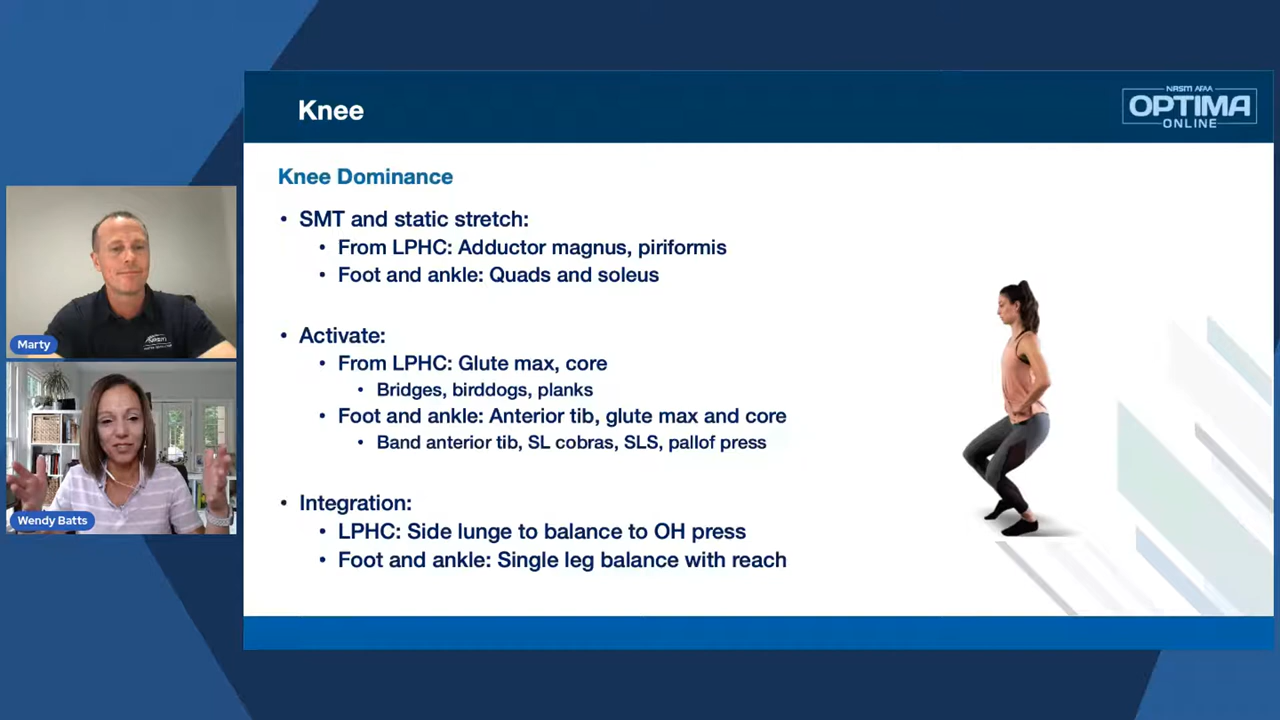 Knee
NASM AFAA
OPTIMA
ONLINE
Knee Dominance
• SMT and static stretch:
• From LPHC: Adductor magnus, piriformis
• Foot and ankle: Quads and soleus
• Activate:
• From LPHC: Glute max, core
• Bridges, birddogs, planks
• Foot and ankle: Anterior tib, glute max and core
• Band anterior tib, SL cobras, SLS, pallof press
• Integration:
• LPHC: Side lunge to balance to OH press
• Foot and ankle: Single leg balance with reach
Marty
Wendy Batts